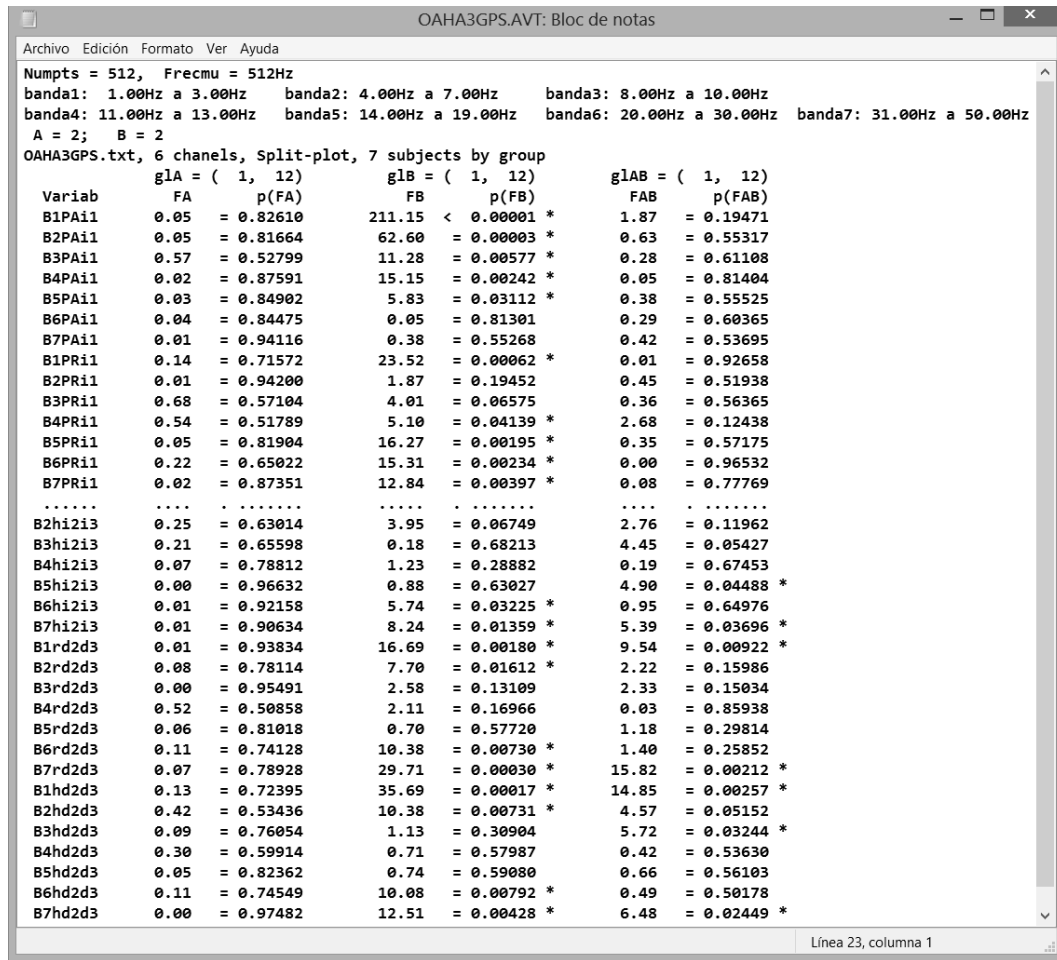 OAHA3GPS.AVT: Bloc de notas
Archivo Edición Formato Ver Ayuda
Numpts = 512, Frecmu = 512Hz
banda1: 1.00Hz a 3.00Hz banda2: 4.00Hz a 7.00Hz banda3: 8.00Hz a 10.00Hz
banda4: 11.00Hz a 13.00Hz banda5: 14.00Hz a 19.00Hz banda6: 20.00Hz a 30.00Hz banda7: 31.00Hz a 50.00Hz
A = 2; B = 2
OAHA3GPS.txt, 6 chanels, Split-plot, 7 subjects by group
glA = ( 1, 12) glB = ( 1, 12) glAB = ( 1, 12)
Variab FA p(FA) FB p(FB) FAB p(FAB)
B1PAi1 0.05 = 0.82610 211.15 < 0.00001 * 1.87 = 0.19471
B2PAi1 0.05 = 0.81664 62.60 = 0.00003 * 0.63 = 0.55317
B3PAi1 0.57 = 0.52799 11.28 = 0.00577 * 0.28 = 0.61108
B4PAi1 0.02 = 0.87591 15.15 = 0.00242 * 0.05 = 0.81404
B5PAi1 0.03 = 0.84902 5.83 = 0.03112 * 0.38 = 0.55525
B6PAi1 0.04 = 0.84475 0.05 = 0.81301 0.29 = 0.60365
B7PAi1 0.01 = 0.94116 0.38 = 0.55268 0.42 = 0.53695
B1PRi1 0.14 = 0.71572 23.52 = 0.00062 * 0.01 = 0.92658
B2PRi1 0.01 = 0.94200 1.87 = 0.19452 0.45 = 0.51938
B3PRi1 0.68 = 0.57104 4.01 = 0.06575 0.36 = 0.56365
B4PRi1 0.54 = 0.51789 5.10 = 0.04139 * 2.68 = 0.12438
B5PRi1 0.05 = 0.81904 16.27 = 0.00195 * 0.35 = 0.57175
B6PRi1 0.22 = 0.65022 15.31 = 0.00234 * 0.00 = 0.96532
B7PRi1 0.02 = 0.87351 12.84 = 0.00397 * 0.08 = 0.77769
...... .... . ....... ..... . ....... .... . .......
B2hi2i3 0.25 = 0.63014 3.95 = 0.06749 2.76 = 0.11962
B3hi2i3 0.21 = 0.65598 0.18 = 0.68213 4.45 = 0.05427
B4hi2i3 0.07 = 0.78812 1.23 = 0.28882 0.19 = 0.67453
B5hi2i3 0.00 = 0.96632 0.88 = 0.63027 4.90 = 0.04488 *
B6hi2i3 0.01 = 0.92158 5.74 = 0.03225 * 0.95 = 0.64976
B7hi2i3 0.01 = 0.90634 8.24 = 0.01359 * 5.39 = 0.03696 *
B1rd2d3 0.01 = 0.93834 16.69 = 0.00180 * 9.54 = 0.00922 *
B2rd2d3 0.08 = 0.78114 7.70 = 0.01612 * 2.22 = 0.15986
B3rd2d3 0.00 = 0.95491 2.58 = 0.13109 2.33 = 0.15034
B4rd2d3 0.52 = 0.50858 2.11 = 0.16966 0.03 = 0.85938
B5rd2d3 0.06 = 0.81018 0.70 = 0.57720 1.18 = 0.29814
B6rd2d3 0.11 = 0.74128 10.38 = 0.00730 * 1.40 = 0.25852
B7rd2d3 0.07 = 0.78928 29.71 = 0.00030 * 15.82 = 0.00212 *
B1hd2d3 0.13 = 0.72395 35.69 = 0.00017 * 14.85 = 0.00257 *
B2hd2d3 0.42 = 0.53436 10.38 = 0.00731 * 4.57 = 0.05152
B3hd2d3 0.09 = 0.76054 1.13 = 0.30904 5.72 = 0.03244 *
B4hd2d3 0.30 = 0.59914 0.71 = 0.57987 0.42 = 0.53630
B5hd2d3 0.05 = 0.82362 0.74 = 0.59080 0.66 = 0.56103
B6hd2d3 0.11 = 0.74549 10.08 = 0.00792 * 0.49 = 0.50178
B7hd2d3 0.00 = 0.97482 12.51 = 0.00428 * 6.48 = 0.02449 *
Línea 23, columna 1